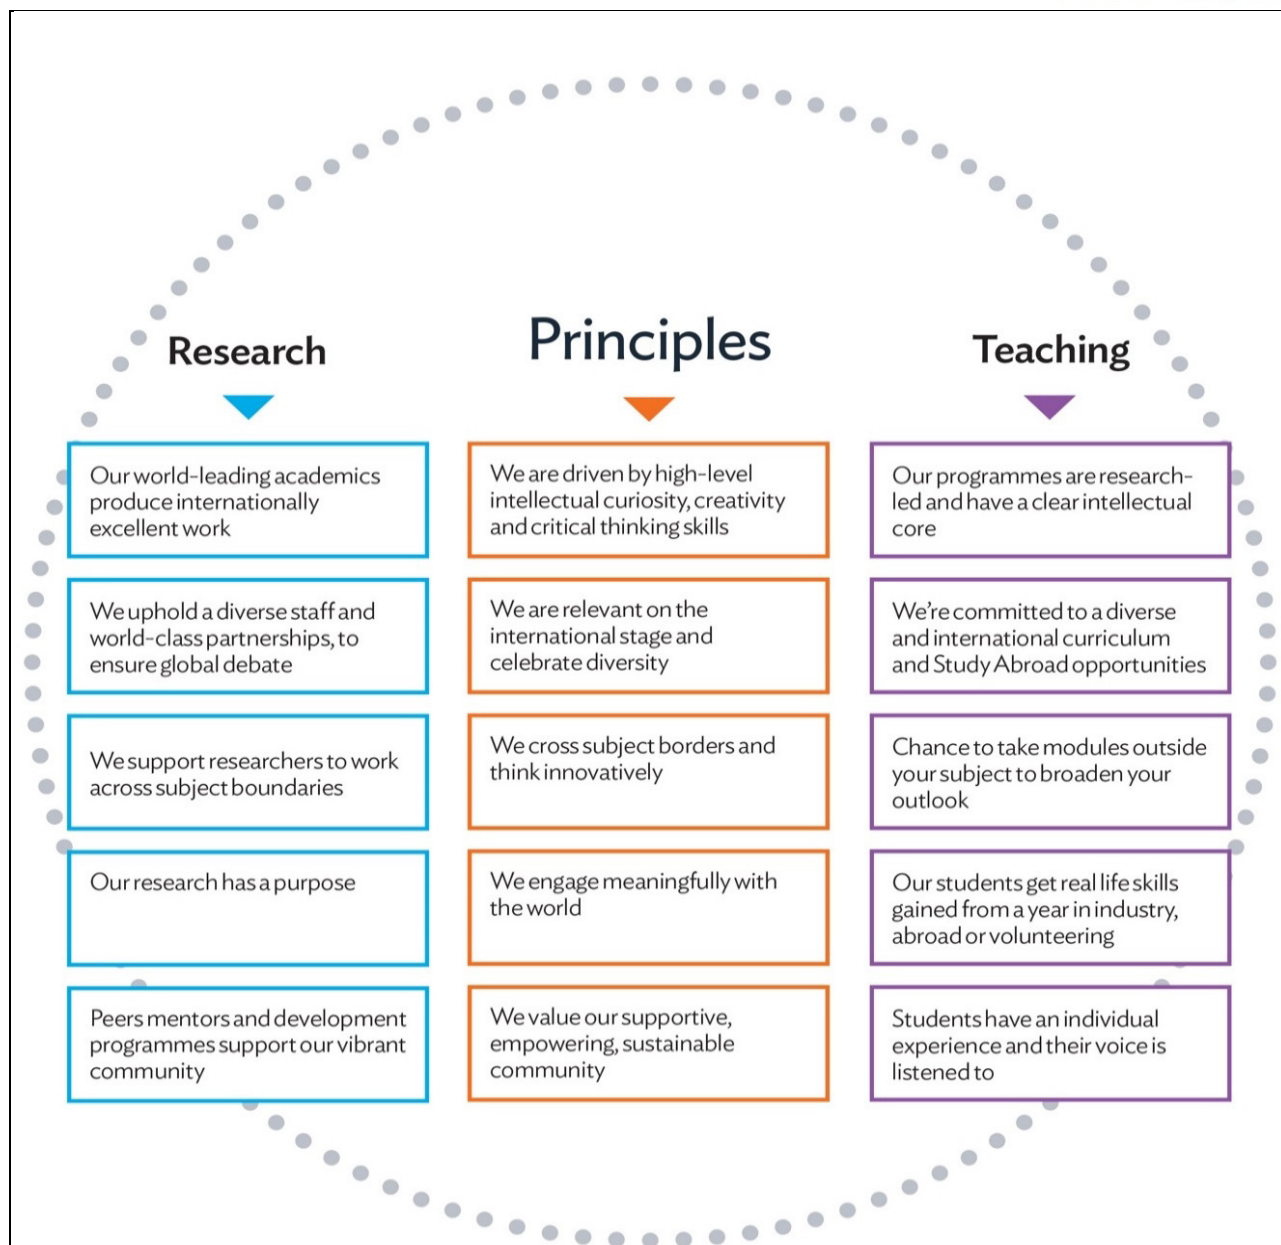 Research
Our world-leading academics
produce internationally
excellent work
We uphold a diverse staff and
world-class partnerships, to
ensure global debate
We support researchers to work
across subject boundaries
Our research has a purpose
Peers mentors and development
programmes support our vibrant
community
Principles
We are driven by high-level
intellectual curiosity, creativity
and critical thinking skills
We are relevant on the
international stage and
celebrate diversity
We cross subject borders and
think innovatively
We engage meaningfully with
the world
We value our supportive,
empowering, sustainable
community
Teaching
Our programmes are research-
led and have a clear intellectual
core
We're committed to a diverse
and international curriculum
and Study Abroad opportunities
Chance to take modules outside
your subject to broaden your
outlook
Our students get real life skills
gained from a year in industry,
abroad or volunteering
Students have an individual
experience and their voice is
listened to